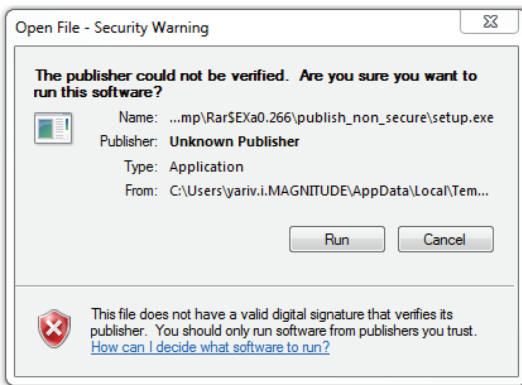 Open File - Security Warning
The publisher could not be verified.  Are you sure you want to
run this software?
Name: ...mp\Rar$EXa0.266\publish_non_secure\setup.exe
Publisher: Unknown Publisher
Type: Application
From: C:\Users\yariv.i.MAGNITUDE\AppData\Local\Tem...
Run Cancel
This file does not have a valid digital signature that verifies its
publisher.  You should only run software from publishers you trust.
How can I decide what software to run?